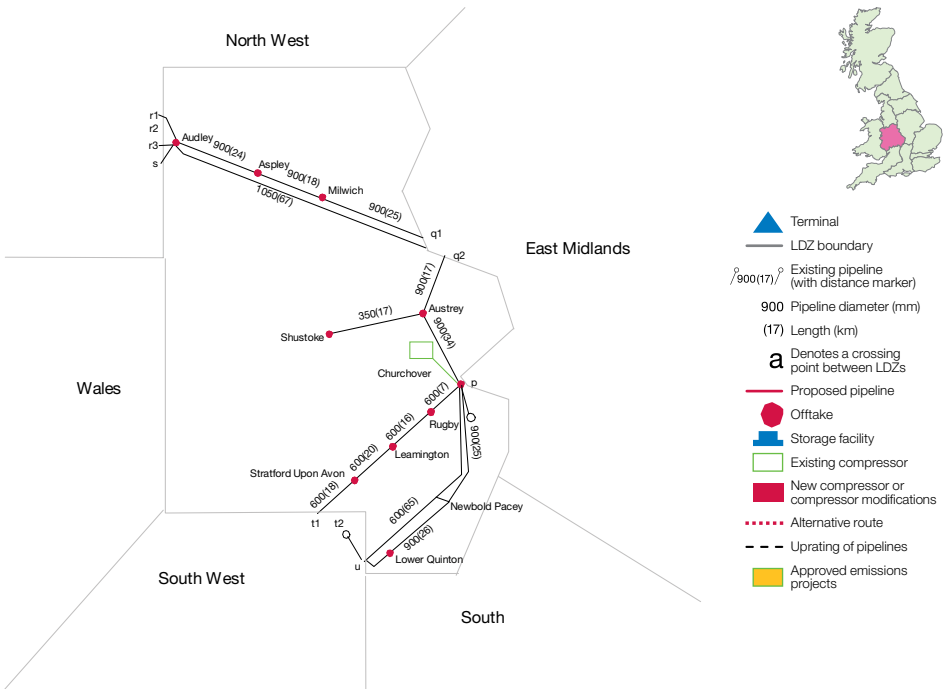 North West
r1
r2
r3
s
Audley
900(24)
Aspley
900(18)
Milwich
1050(67)
900(25)
q1
q2
East Midlands
900(17)
Austrey
350(17)
900(34)
Shustoke
Churchover
p
Wales
600(7)
Rugby
600(16)
900(25)
Leamington
600(20)
Stratford Upon Avon
600(18)
600(65)
Newbold Pacey
t1
t2
900(26)
Lower Quinton
u
South West
South
Terminal
LDZ boundary
900(17)
Existing pipeline
(with distance marker)
900
Pipeline diameter (mm)
(17)
Length (km)
a
Denotes a crossing
point between LDZs
Proposed pipeline
Offtake
Storage facility
Existing compressor
New compressor or
compressor modifications
Alternative route
Uprating of pipelines
Approved emissions
projects